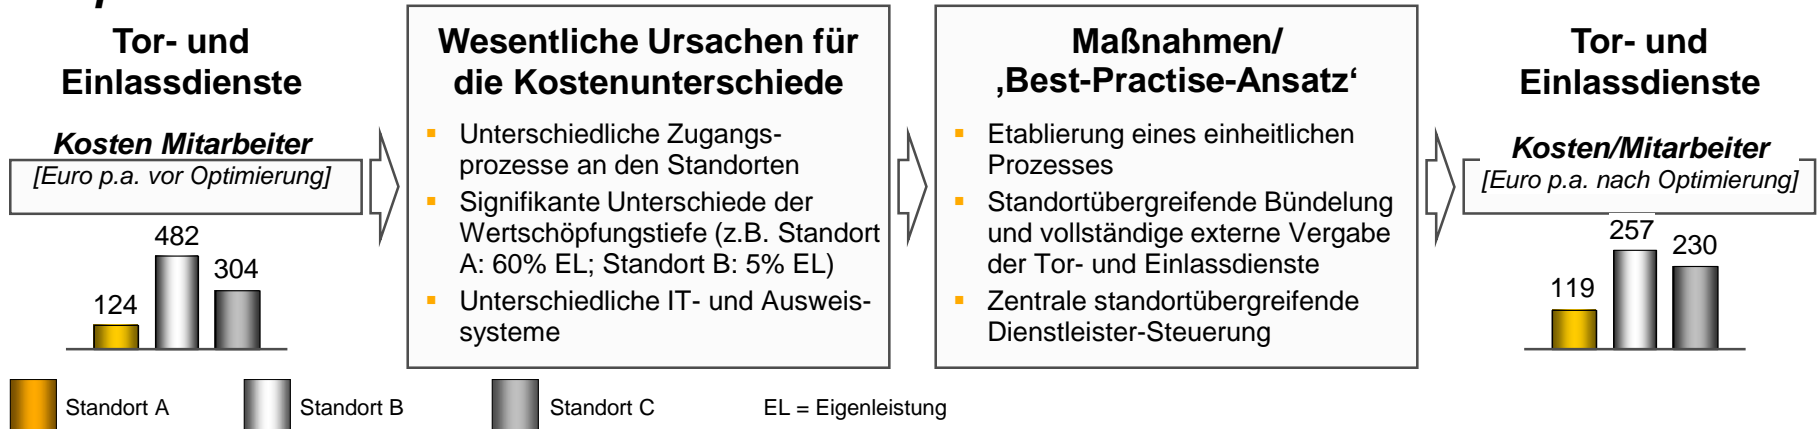 Tor- und
Einlassdienste
Kosten Mitarbeiter
[Euro p.a. vor Optimierung]
482
304
124
Wesentliche Ursachen für
die Kostenunterschiede
▪ Unterschiedliche Zugangs-
prozesse an den Standorten
▪ Signifikante Unterschiede der
Wertschöpfungstiefe (z.B. Standort
A: 60% EL; Standort B: 5% EL)
▪ Unterschiedliche IT- und Ausweis-
systeme
Maßnahmen/
‚Best-Practise-Ansatz‘
▪ Etablierung eines einheitlichen
Prozesses
▪ Standortübergreifende Bündelung
und vollständige externe Vergabe
der Tor- und Einlassdienste
▪ Zentrale standortübergreifende
Dienstleister-Steuerung
Tor- und
Einlassdienste
Kosten/Mitarbeiter
[Euro p.a. nach Optimierung]
257
230
119
Standort A
Standort B
Standort C
EL = Eigenleistung